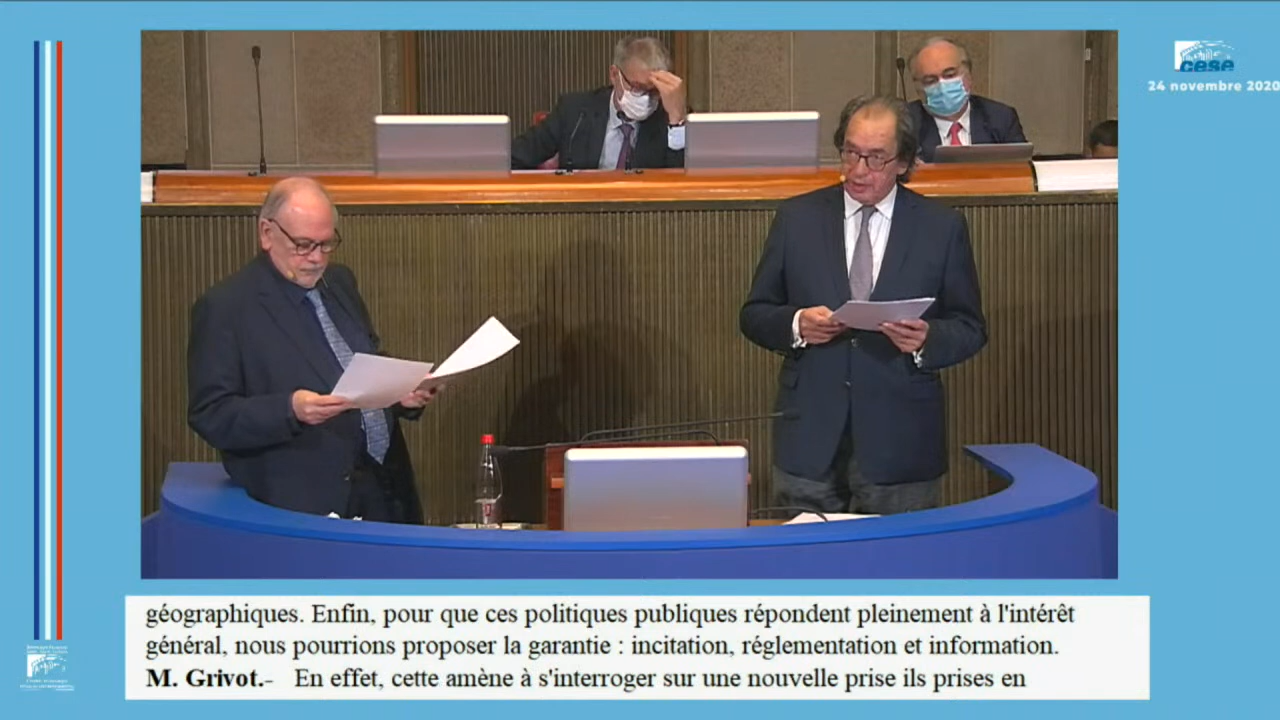 cese
24 novembre 2020
géographiques. Enfin, pour que ces politiques publiques répondent pleinement à l'intérêt
général, nous pourrions proposer la garantie : incitation, réglementation et information.
M. Grivot.- En effet, cette amène à s'interroger sur une nouvelle prise ils prises en